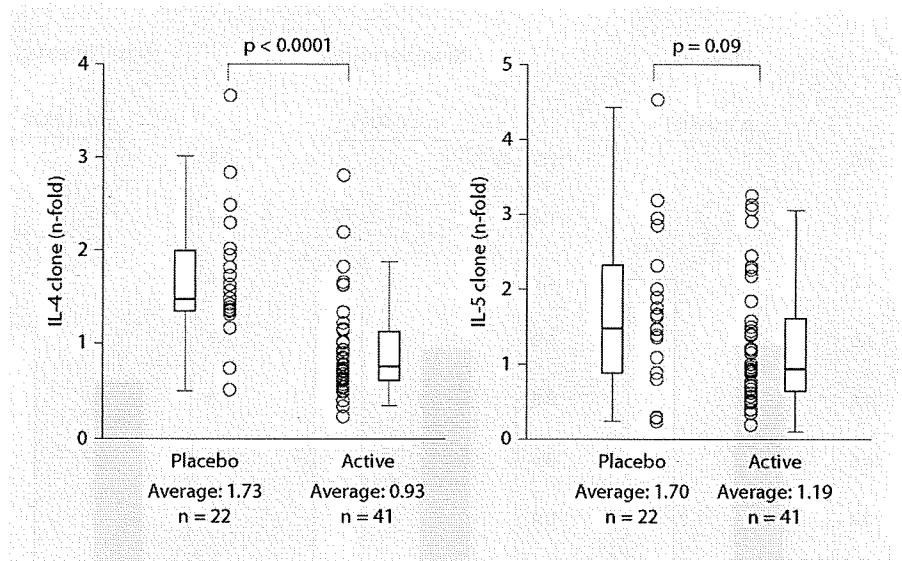 p < 0.0001
4
3
2
1
0
IL-4 clone (n-fold)
Placebo
Active
Average: 1.73
Average: 0.93
n = 22
n = 41
p = 0.09
5
4
3
2
1
0
IL-5 clone (n-fold)
Placebo
Active
Average: 1.70
Average: 1.19
n = 22
n = 41